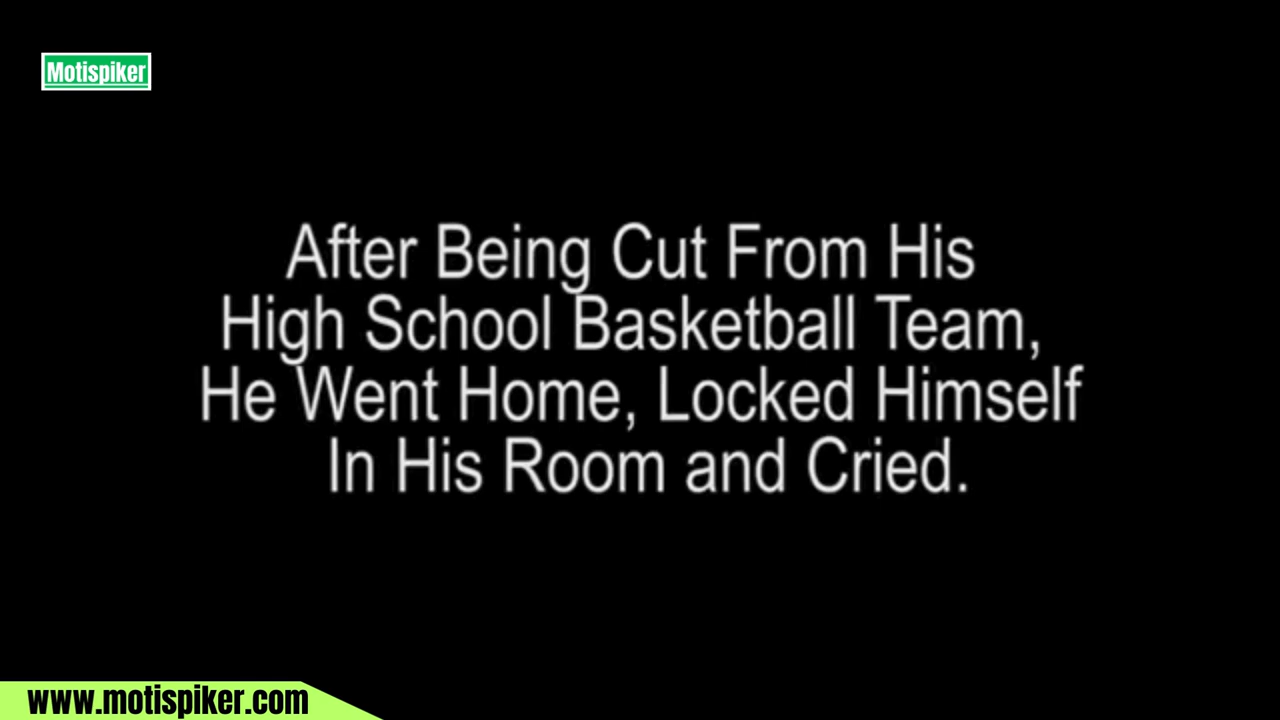 Motispiker
After Being Cut From His
High School Basketball Team,
He Went Home, Locked Himself
In His Room and Cried.
www.motispiker.com